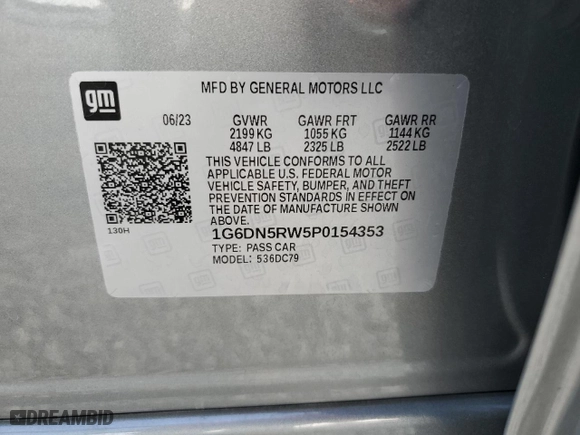 gm
MFD BY GENERAL MOTORS LLC
06/23 GVWR GAWR FRT GAWR RR
2199 KG 1055 KG 1144 KG
4847 LB 2325 LB 2522 LB
THIS VEHICLE CONFORMS TO ALL
APPLICABLE U.S. FEDERAL MOTOR
VEHICLE SAFETY, BUMPER, AND THEFT
PREVENTION STANDARDS IN EFFECT ON
THE DATE OF MANUFACTURE SHOWN
ABOVE.
130H
1G6DN5RW5P0154353
TYPE: PASS CAR
MODEL: 536DC79
DREAMBID